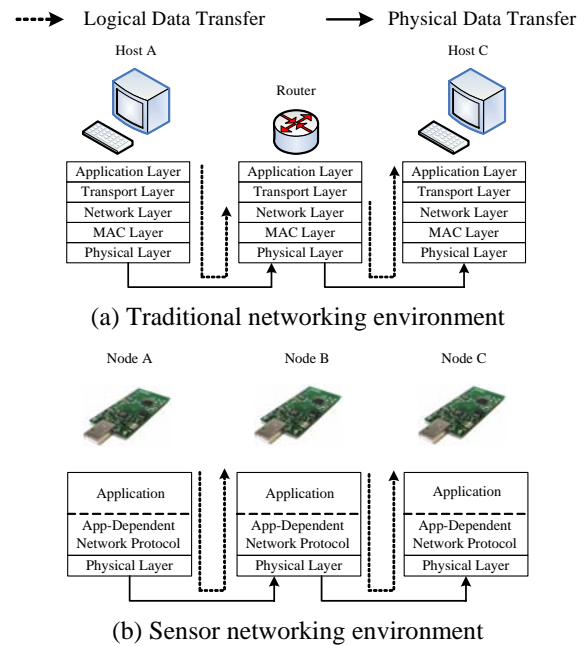 Logical Data Transfer Physical Data Transfer
Host A Host C
Router
Application Layer Application Layer Application Layer
Transport Layer Transport Layer Transport Layer
Network Layer Network Layer Network Layer
MAC Layer MAC Layer MAC Layer
Physical Layer Physical Layer Physical Layer
(a) Traditional networking environment
Node A Node B Node C
Application Application Application
App-Dependent App-Dependent App-Dependent
Network Protocol Network Protocol Network Protocol
Physical Layer Physical Layer Physical Layer
(b) Sensor networking environment